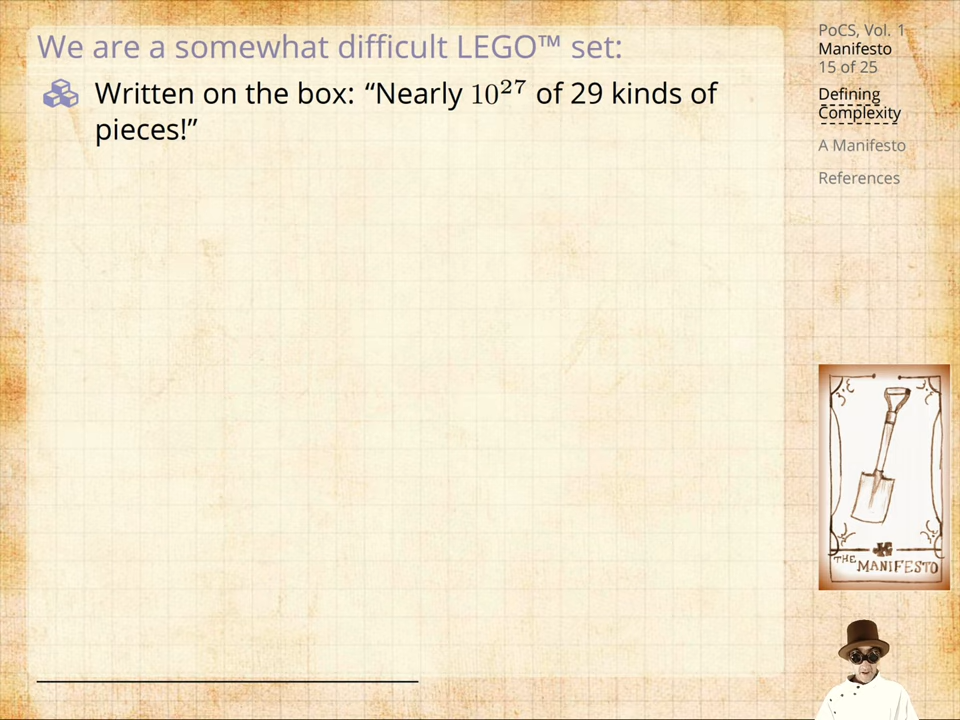 We are a somewhat difficult LEGO™ set:
Written on the box: “Nearly 10²⁷ of 29 kinds of
pieces!”
PoCS, Vol. 1
Manifesto
15 of 25
Defining
Complexity
A Manifesto
References
THE MANIFESTO